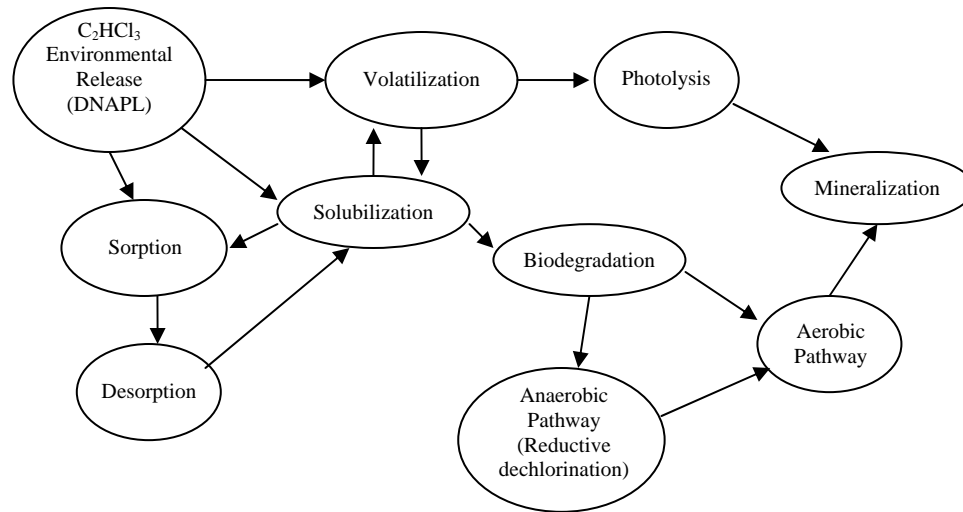 C₂HCl₃
Environmental
Release
(DNAPL)
Volatilization
Photolysis
Mineralization
Solubilization
Sorption
Biodegradation
Aerobic
Pathway
Desorption
Anaerobic
Pathway
(Reductive
dechlorination)